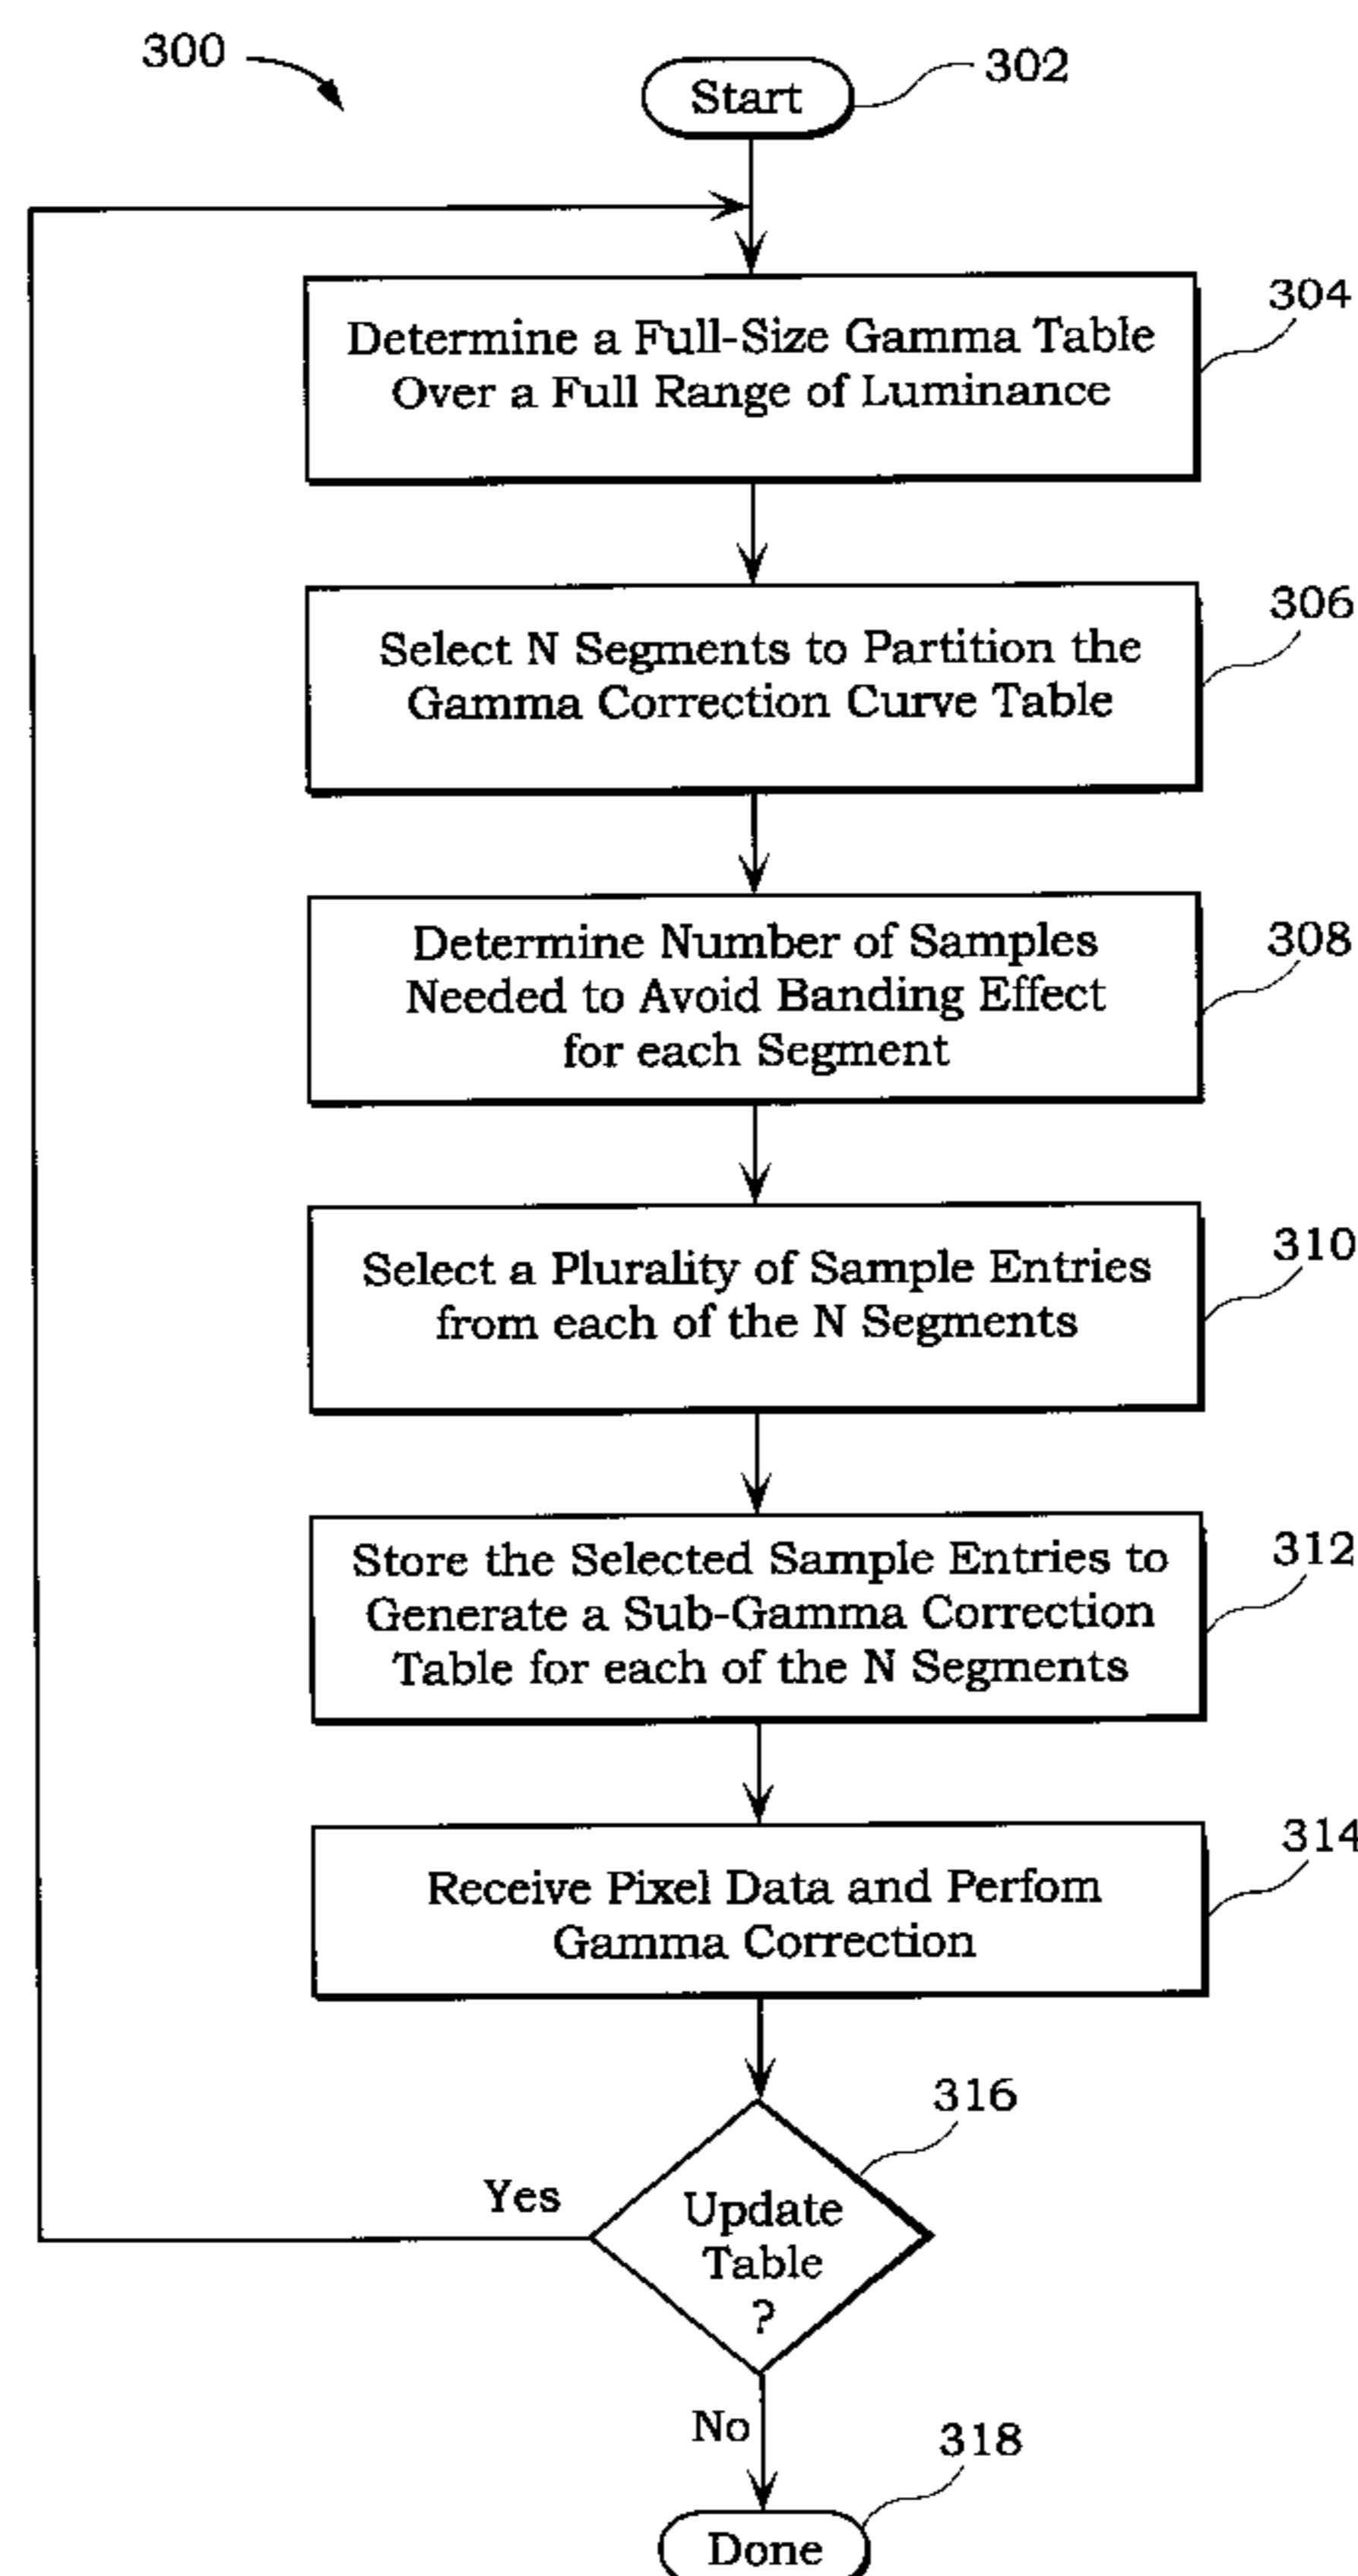 300
Start
302
Determine a Full-Size Gamma Table
Over a Full Range of Luminance
304
Select N Segments to Partition the
Gamma Correction Curve Table
306
Determine Number of Samples
Needed to Avoid Banding Effect
for each Segment
308
Select a Plurality of Sample Entries
from each of the N Segments
310
Store the Selected Sample Entries to
Generate a Sub-Gamma Correction
Table for each of the N Segments
312
Receive Pixel Data and Perfom
Gamma Correction
314
316
Yes
Update
Table
?
No
318
Done